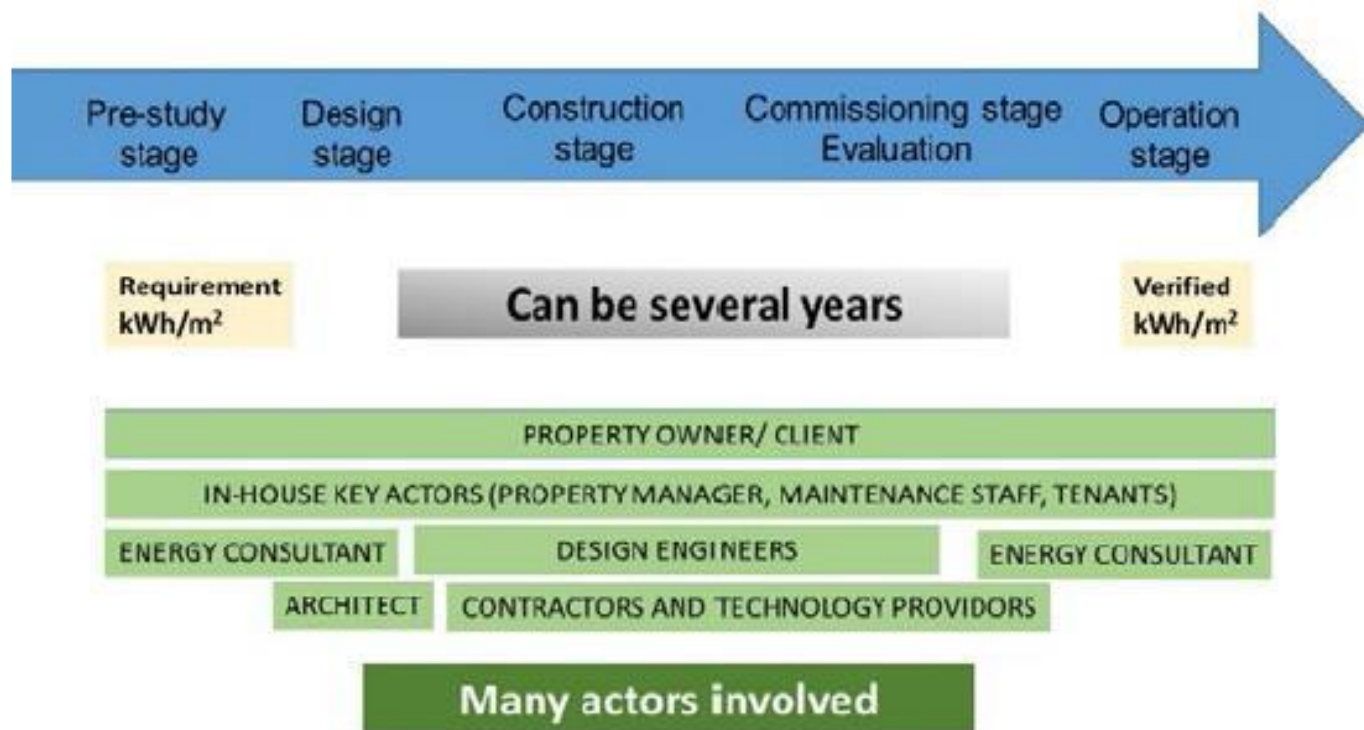 Pre-study
stage
Design
stage
Construction
stage
Commissioning stage
Evaluation
Operation
stage
Requirement
kWh/m²
Can be several years
Verified
kWh/m²
PROPERTY OWNER/ CLIENT
IN-HOUSE KEY ACTORS (PROPERTY MANAGER, MAINTENANCE STAFF, TENANTS)
ENERGY CONSULTANT
DESIGN ENGINEERS
ENERGY CONSULTANT
ARCHITECT
CONTRACTORS AND TECHNOLOGY PROVIDORS
Many actors involved